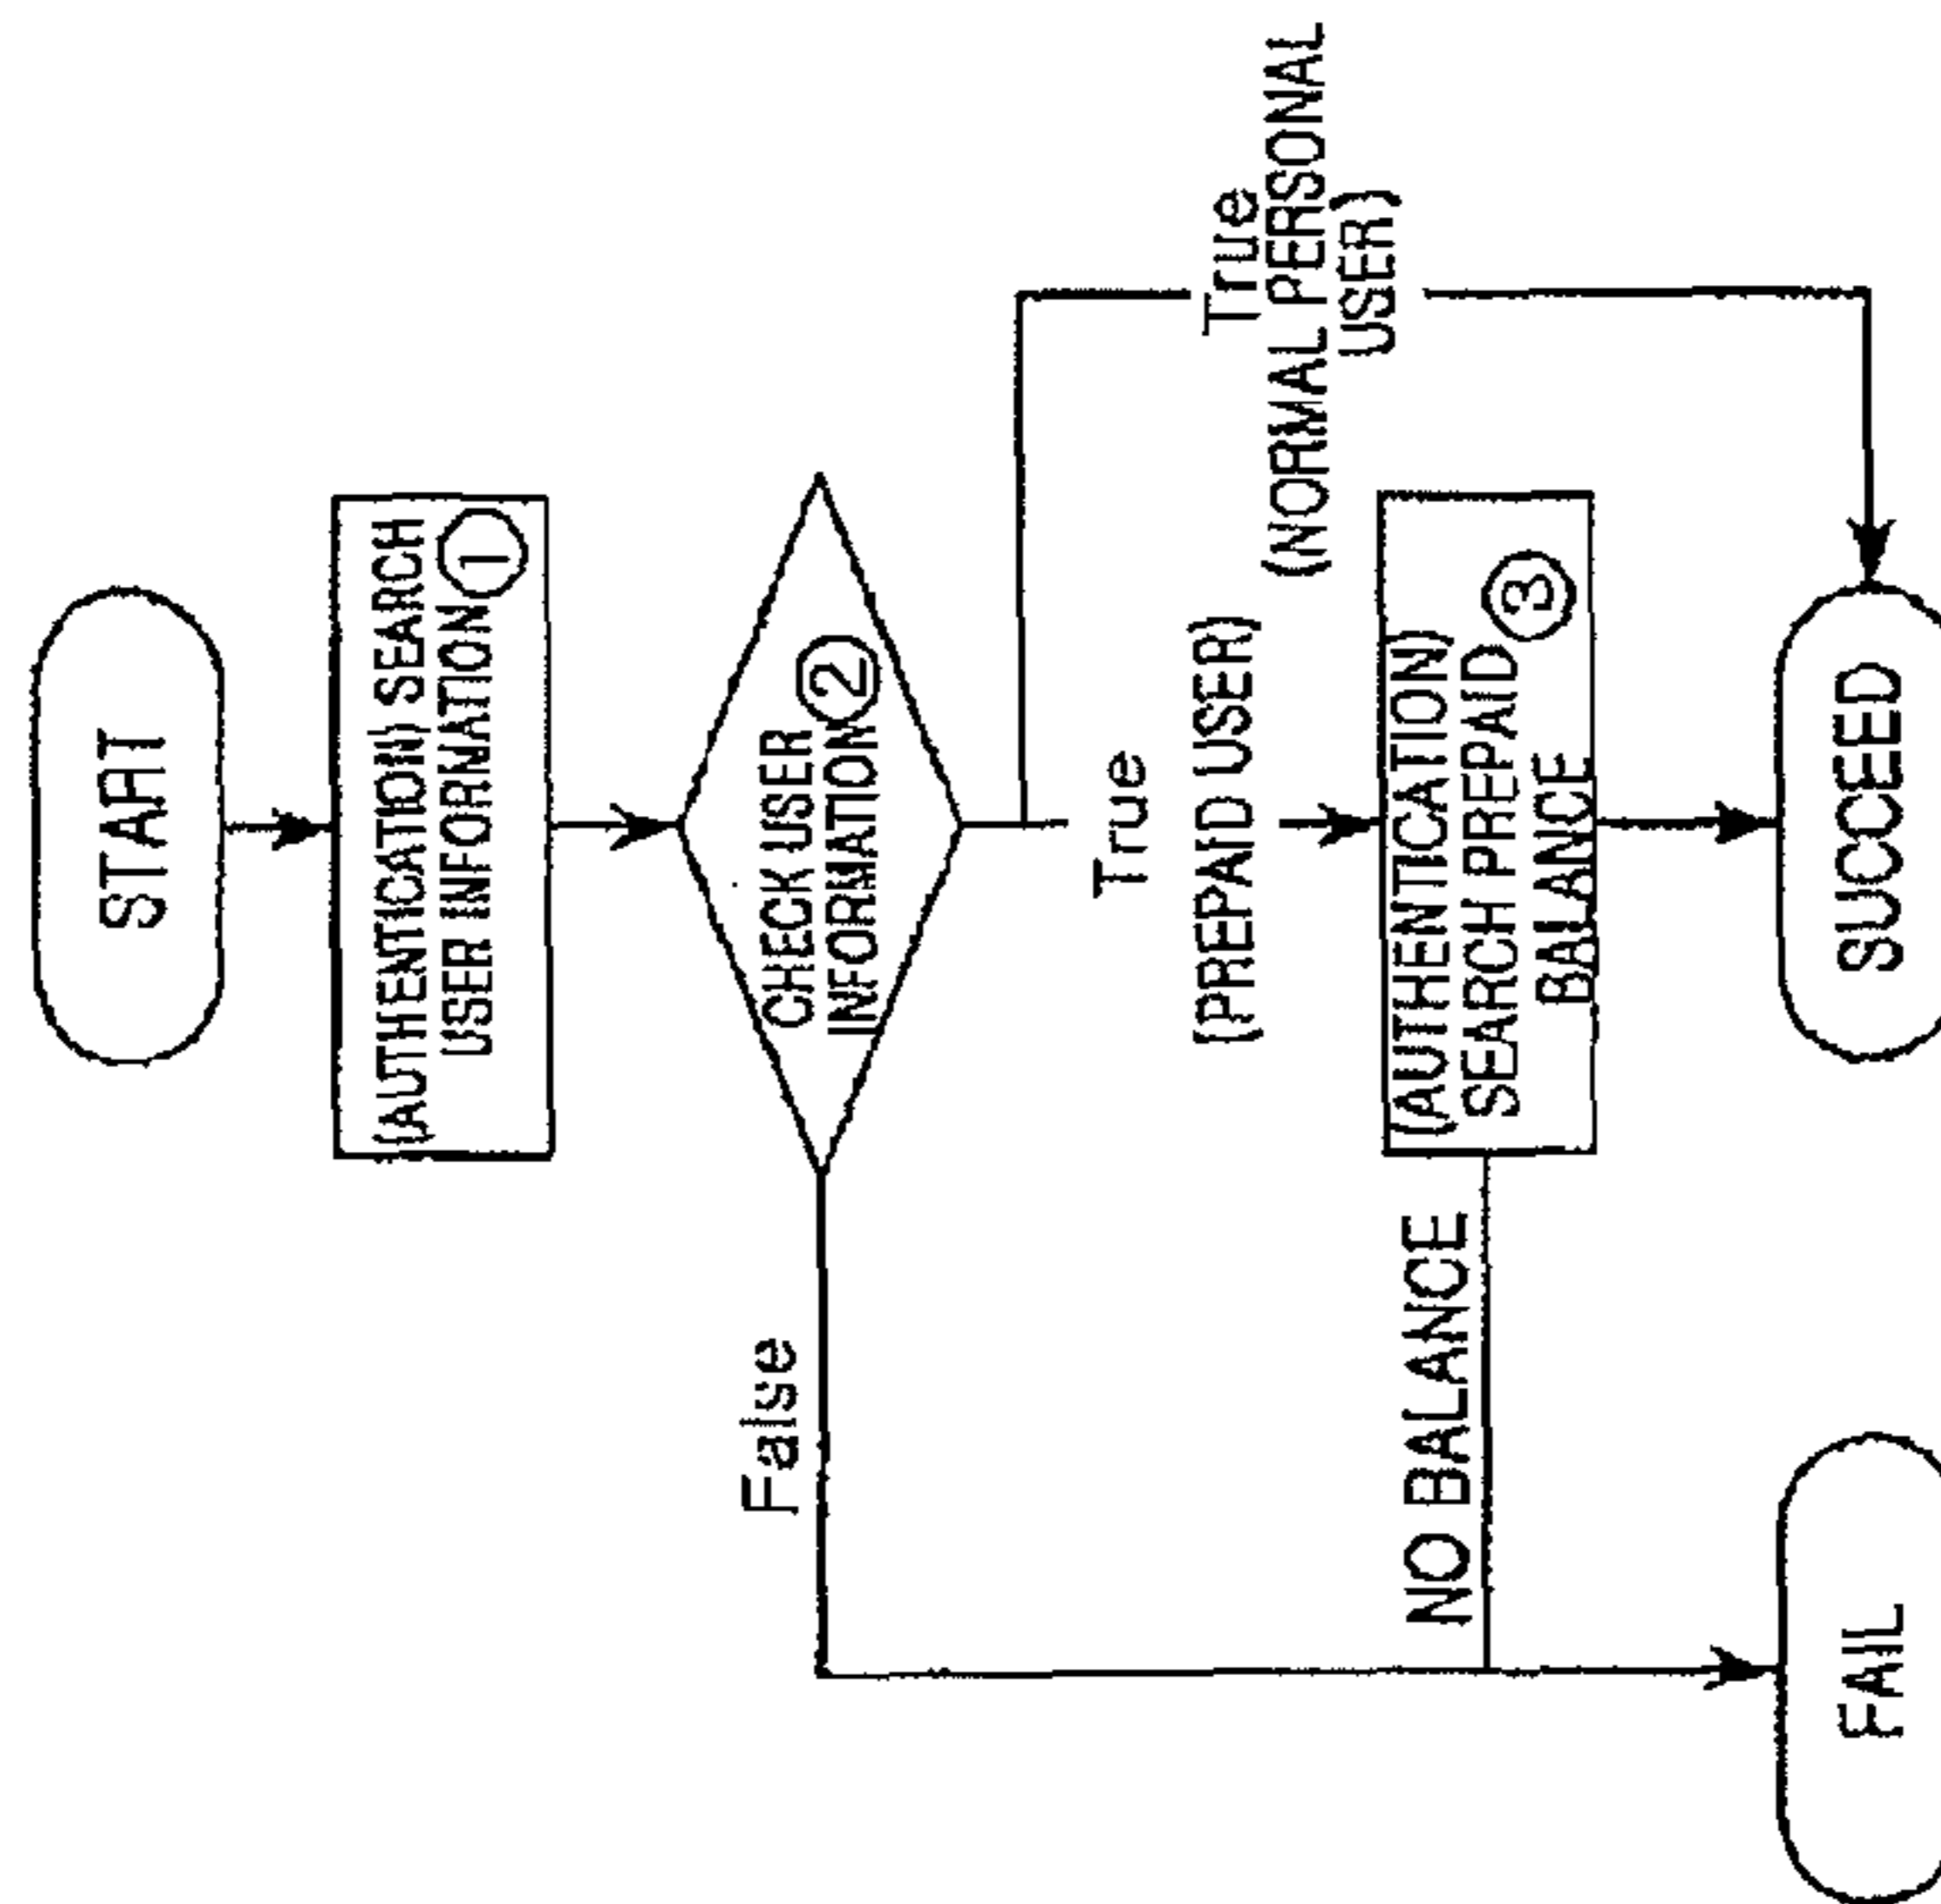 START
(AUTHENTICATION) SEARCH
USER INFORMATION ①
CHECK USER
INFORMATION ②
False
True
(PREPAID USER)
True
(NORMAL PERSONAL
USER)
(AUTHENTICATION)
SEARCH PREPAID ③
BALANCE
NO BALANCE
FAIL
SUCCEED